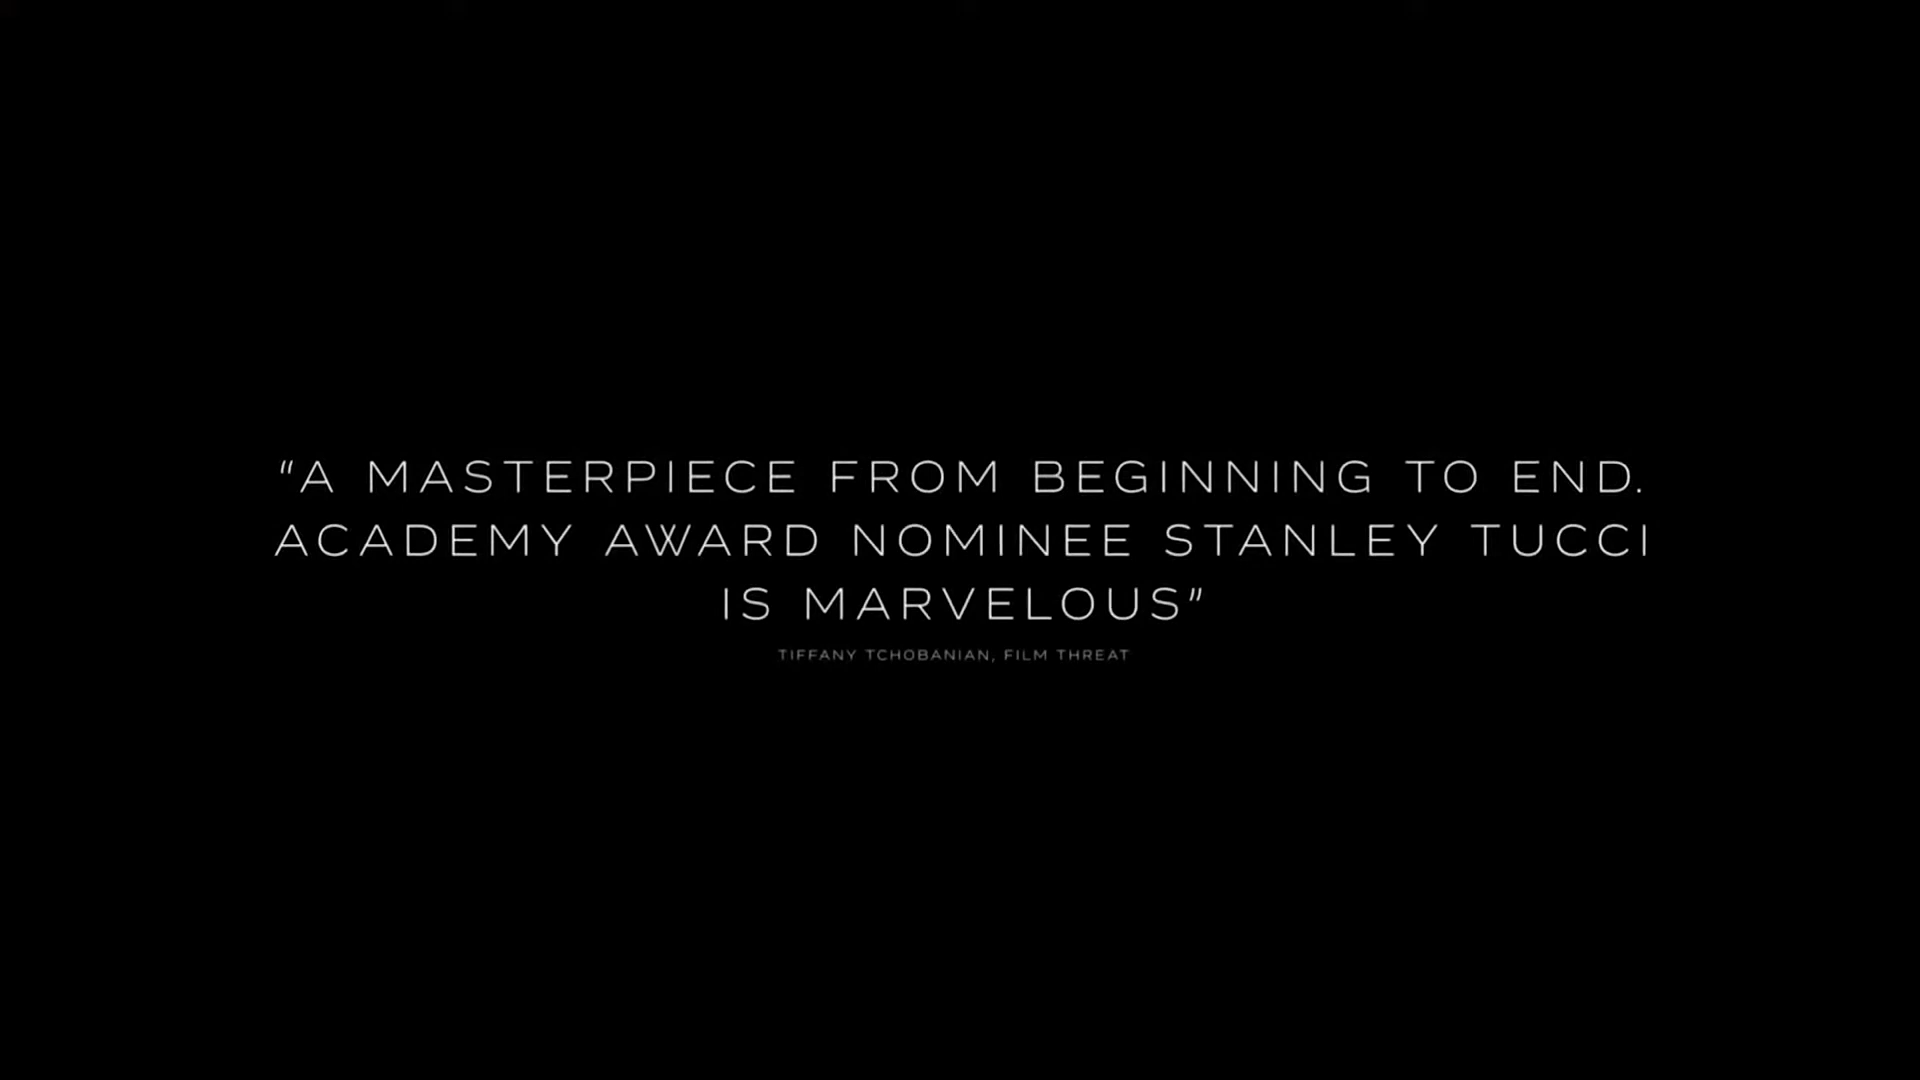 "A MASTERPIECE FROM BEGINNING TO END.
ACADEMY AWARD NOMINEE STANLEY TUCCI
IS MARVELOUS"
TIFFANY TCHOBANIAN, FILM THREAT